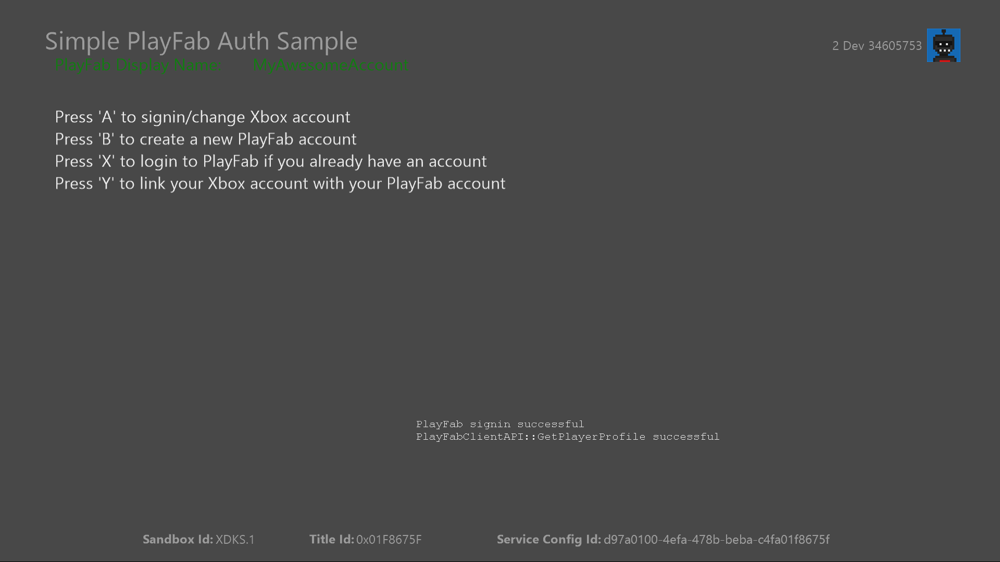 Simple PlayFab Auth Sample
2 Dev 34605753
PlayFab Display Name: MyAwesomeAccount
Press 'A' to signin/change Xbox account
Press 'B' to create a new PlayFab account
Press 'X' to login to PlayFab if you already have an account
Press 'Y' to link your Xbox account with your PlayFab account
PlayFab signin successful
PlayFabClientAPI::GetPlayerProfile successful
Sandbox Id: XDKS.1 Title Id: 0x01F8675F Service Config Id: d97a0100-4efa-478b-beba-c4fa01f8675f